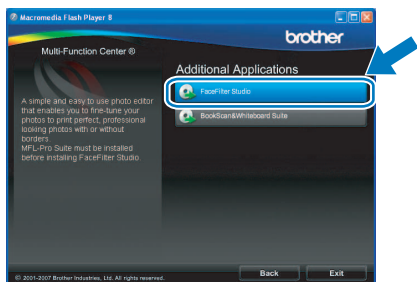 Macromedia Flash Player 8
brother
Multi-Function Center ®
Additional Applications
FaceFilter Studio
BookScan&Whiteboard Suite
A simple and easy to use photo editor
that enables you to fine-tune your
photos to print perfect, professional
looking photos with or without
borders.
MFL-Pro Suite must be installed
before installing FaceFilter Studio.
© 2001-2007 Brother Industries, Ltd. All rights reserved.
Back
Exit